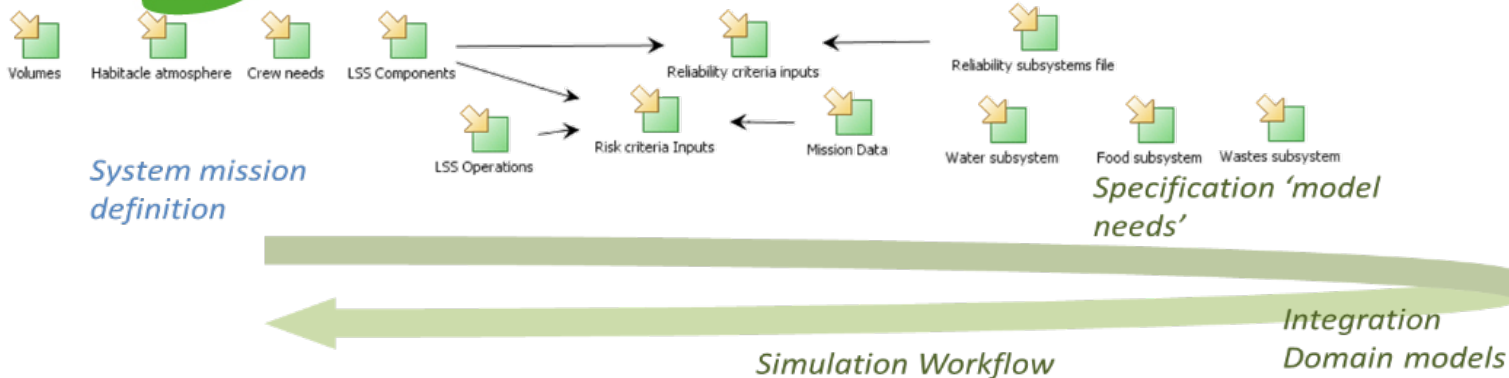 Volumes
Habitacle atmosphere
Crew needs
LSS Components
Reliability criteria inputs
Reliability subsystems file
LSS Operations
Risk criteria Inputs
Mission Data
Water subsystem
Food subsystem
Wastes subsystem
System mission
definition
Specification ‘model
needs’
Integration
Domain models
Simulation Workflow